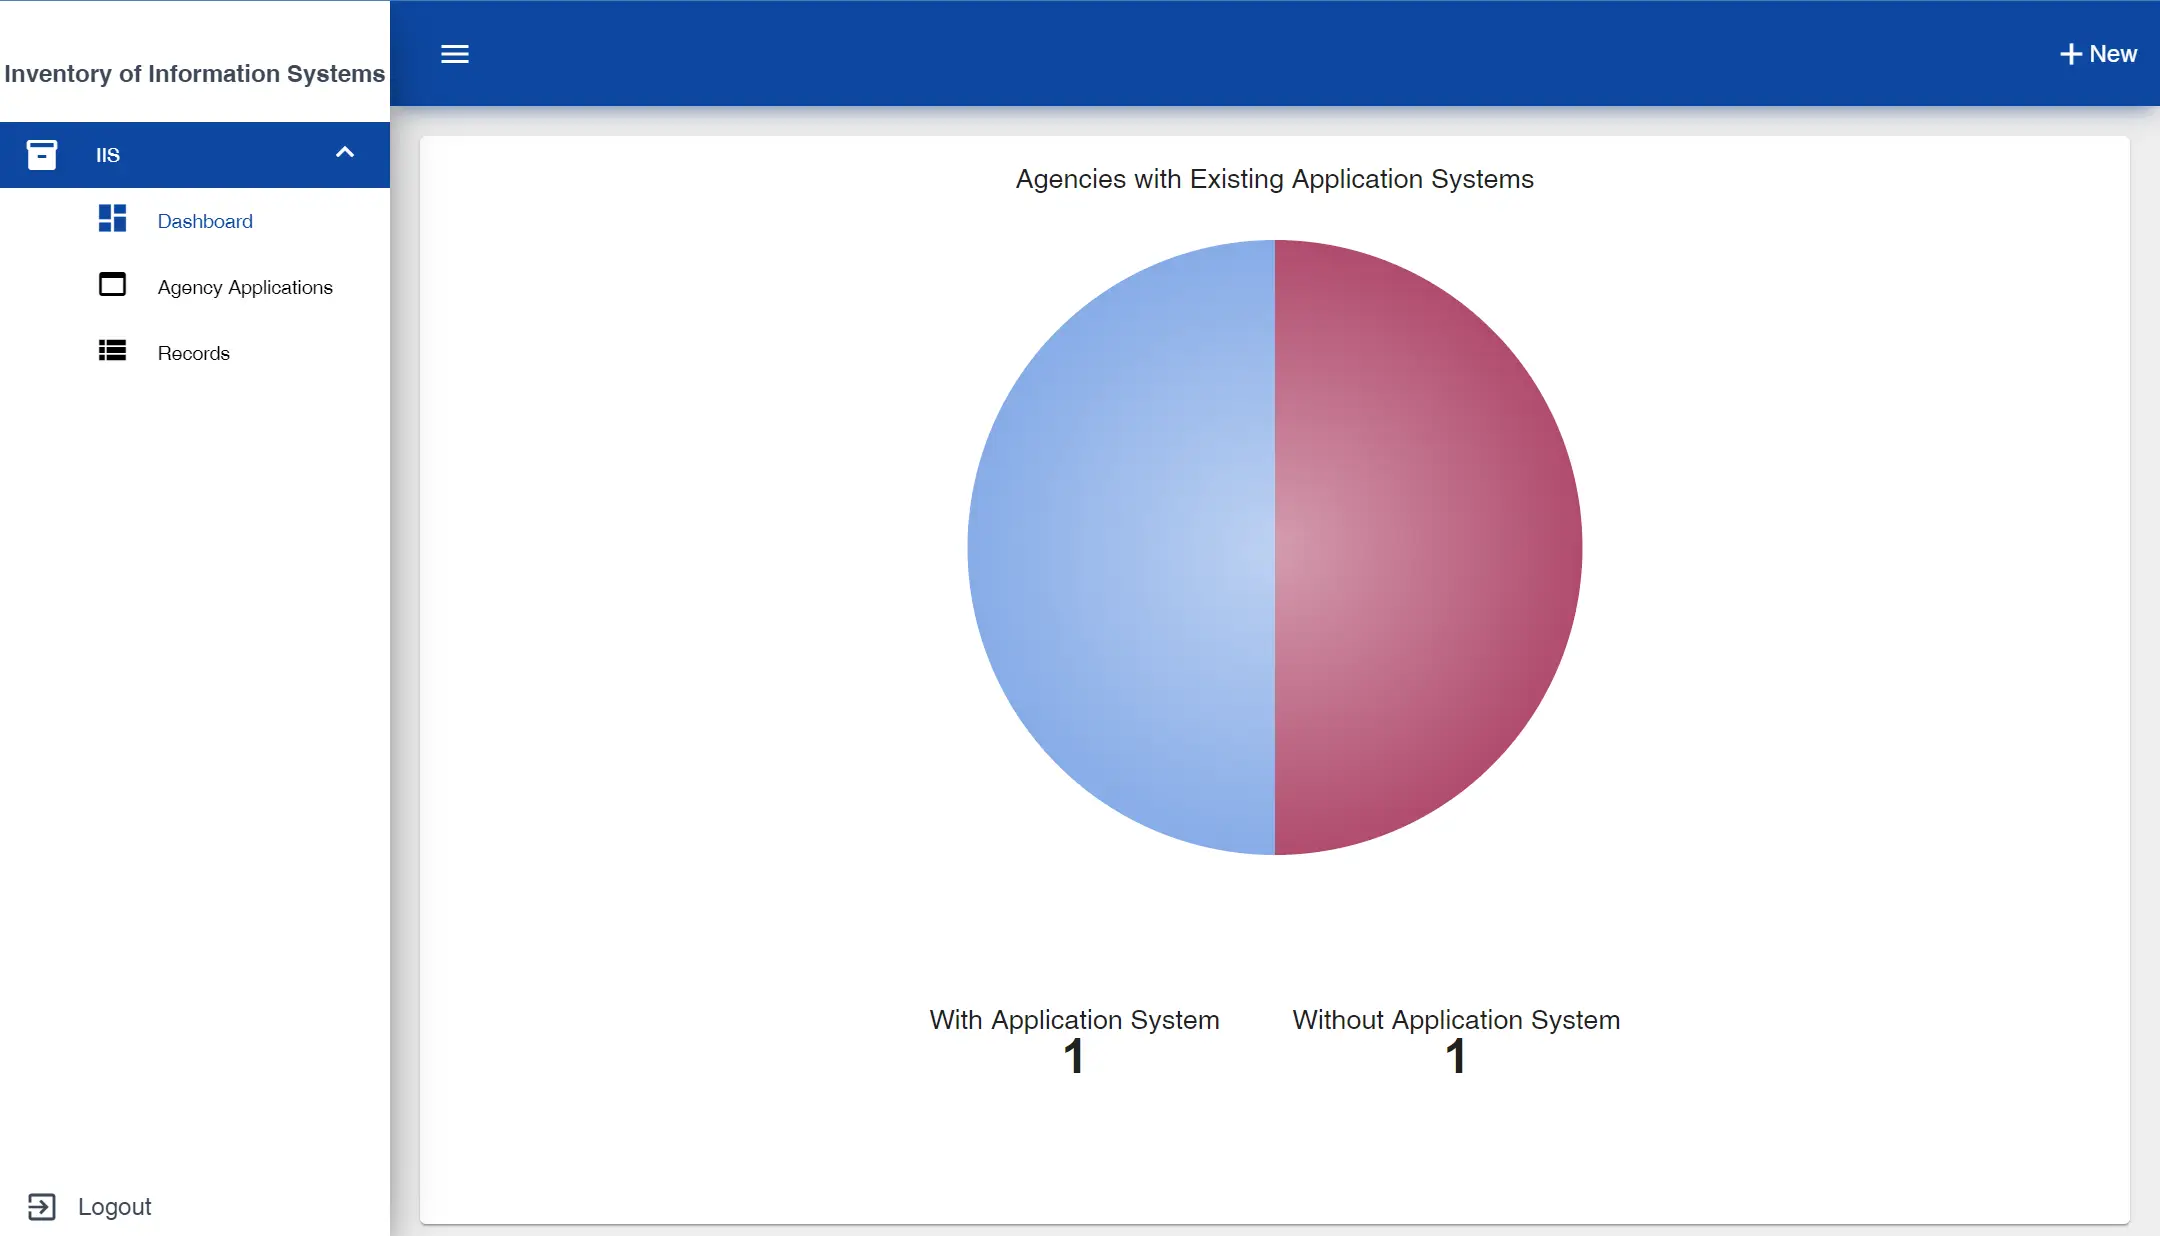 Inventory of Information Systems
New
IIS
Dashboard
Agency Applications
Records
Logout
Agencies with Existing Application Systems
With Application System
1
Without Application System
1